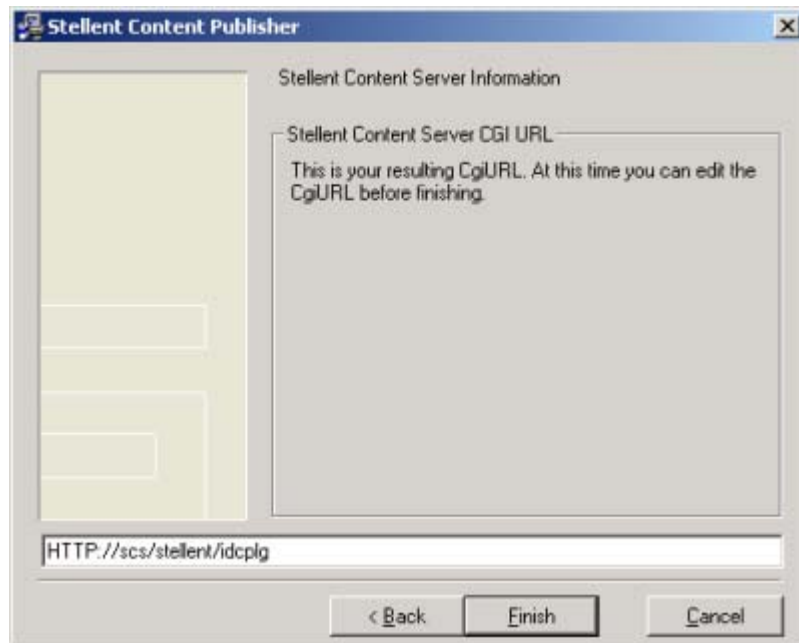 Stellent Content Publisher
Stellent Content Server Information
Stellent Content Server CGI URL
This is your resulting CgiURL. At this time you can edit the
CgiURL before finishing.
HTTP://scs/stellent/idcplg
< Back
Finish
Cancel